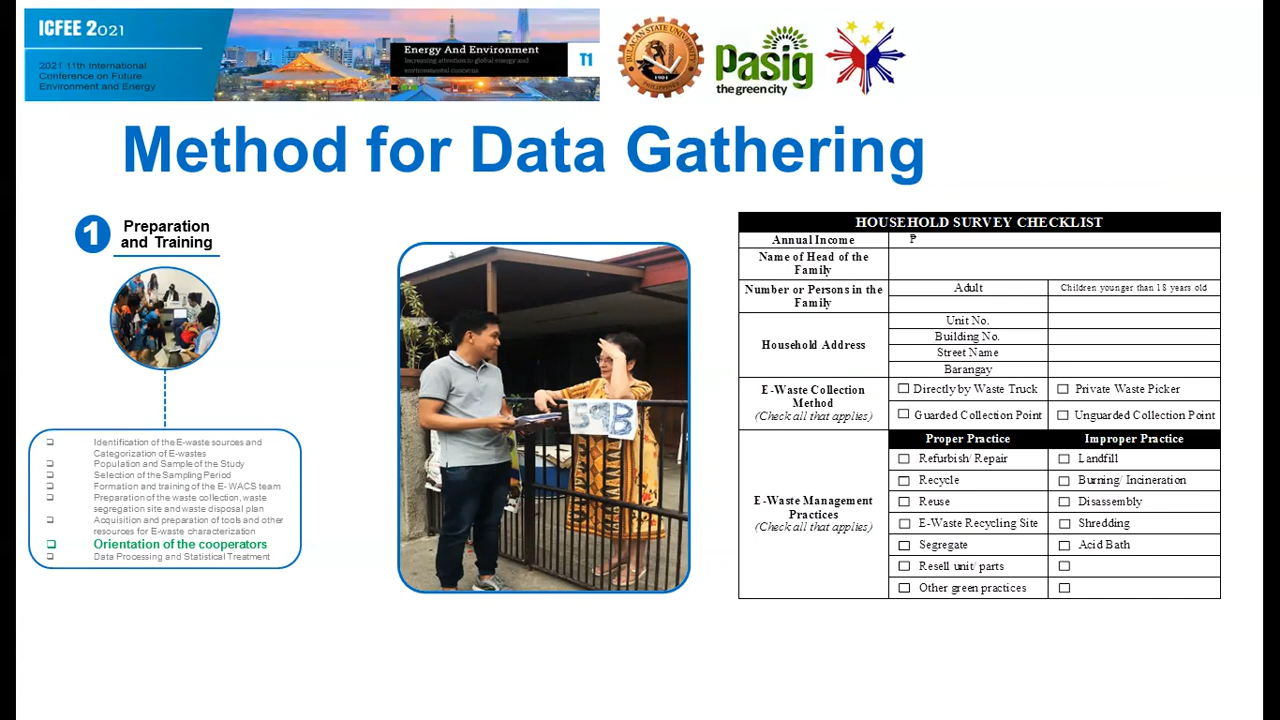 ICFEE 2021
2021 11th International
Conference on Future
Environment and Energy
Energy And Environment
Increasing attention to global energy and
environmental concerns
T1
BULACAN STATE UNIVERSITY
1904
PHILIPPINES
Pasig
the green city
Method for Data Gathering
1
Preparation
and Training
❑ Identification of the E-waste sources and
Categorization of E-wastes
❑ Population and Sample of the Study
❑ Selection of the Sampling Period
❑ Formation and training of the E- WACS team
❑ Preparation of the waste collection, waste
segregation site and waste disposal plan
❑ Acquisition and preparation of tools and other
resources for E-waste characterization
❑ Orientation of the cooperators
❑ Data Processing and Statistical Treatment
59B
HOUSEHOLD SURVEY CHECKLIST
Annual Income ₱
Name of Head of the
Family
Number or Persons in the
Family
Adult Children younger than 18 years old
Household Address
Unit No.
Building No.
Street Name
Barangay
E-Waste Collection
Method
(Check all that applies)
☐ Directly by Waste Truck ☐ Private Waste Picker
☐ Guarded Collection Point ☐ Unguarded Collection Point
E-Waste Management
Practices
(Check all that applies)
Proper Practice Improper Practice
☐ Refurbish/ Repair ☐ Landfill
☐ Recycle ☐ Burning/ Incineration
☐ Reuse ☐ Disassembly
☐ E-Waste Recycling Site ☐ Shredding
☐ Segregate ☐ Acid Bath
☐ Resell unit/ parts ☐
☐ Other green practices ☐